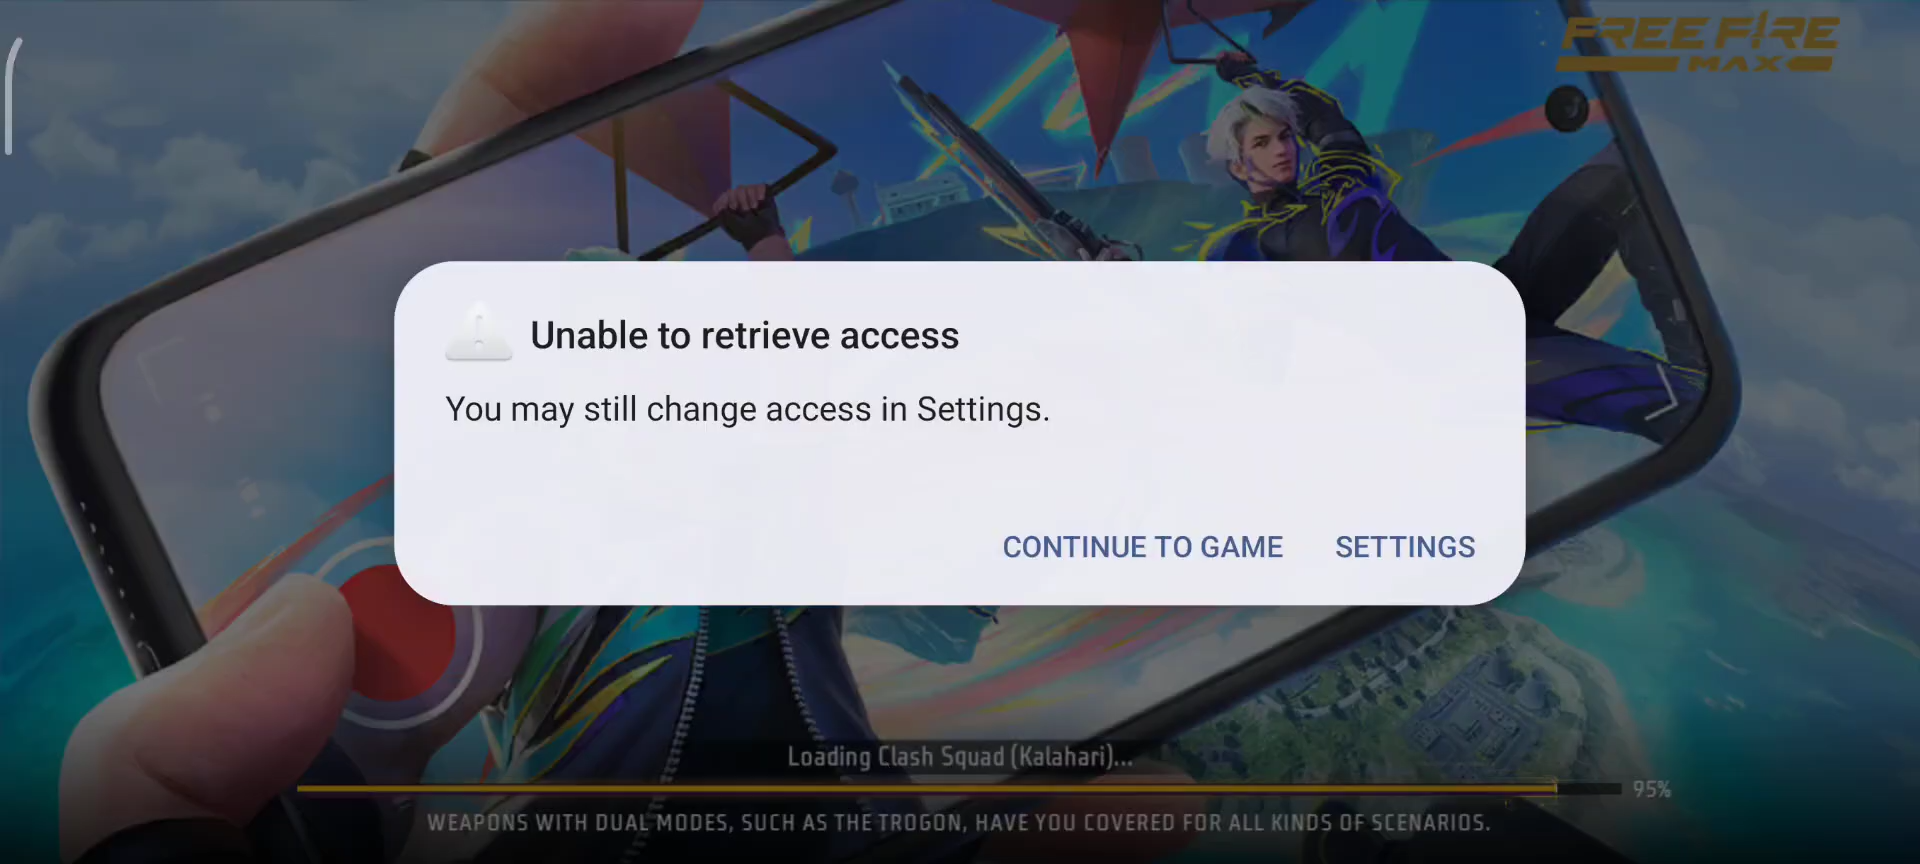 FREE FIRE
MAX
Unable to retrieve access
You may still change access in Settings.
CONTINUE TO GAME SETTINGS
Loading Clash Squad (Kalahari)...
95%
WEAPONS WITH DUAL MODES, SUCH AS THE TROGON, HAVE YOU COVERED FOR ALL KINDS OF SCENARIOS.